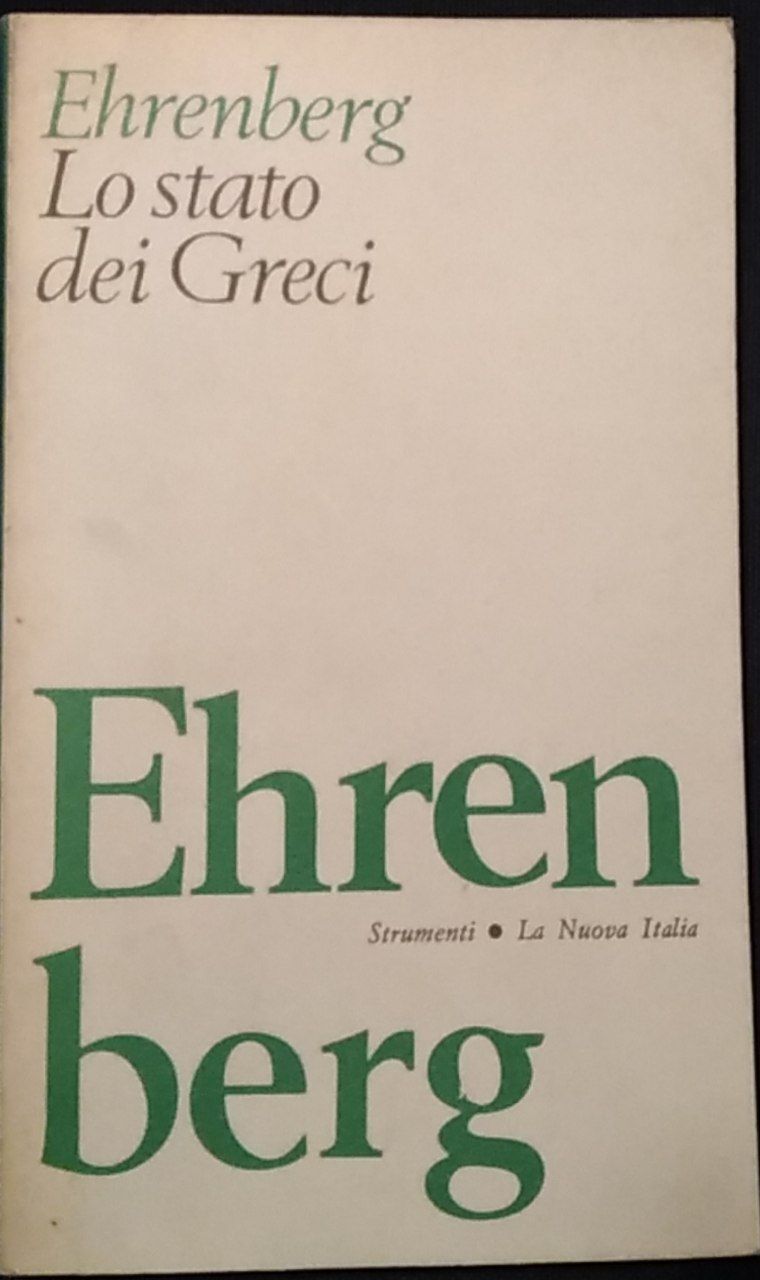 Ehrenberg
Lo stato
dei Greci
Ehren
Strumenti ● La Nuova Italia
berg